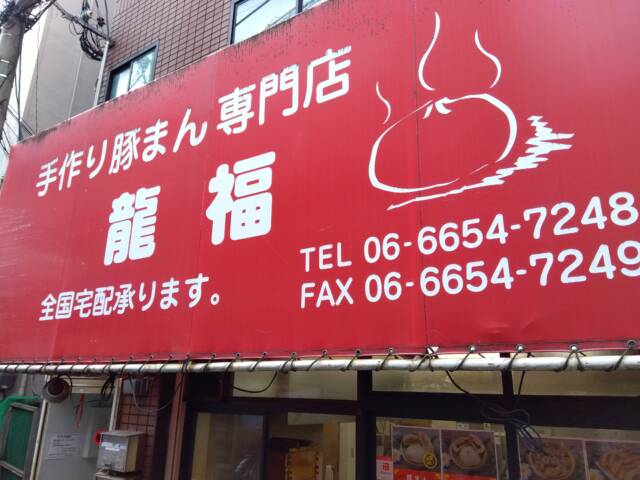 手作り豚まん専門店
龍福
全国宅配承ります。
TEL 06-6654-7248
FAX 06-6654-7249